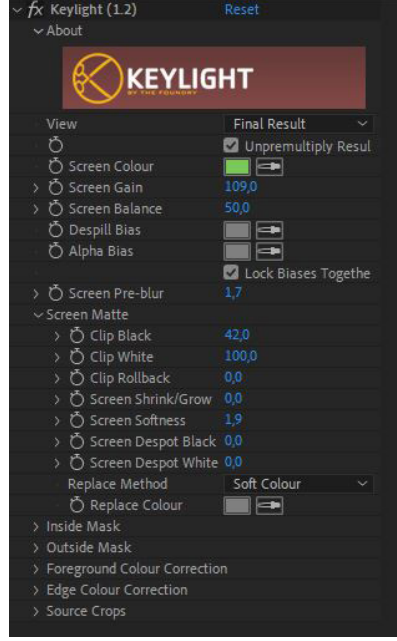 fx Keylight (1.2) Reset
About
KEYLIGHT
BY THE FOUNDRY
View Final Result
Unpremultiply Resul
Screen Colour
Screen Gain 109,0
Screen Balance 50,0
Despill Bias
Alpha Bias
Lock Biases Togethe
Screen Pre-blur 1,7
Screen Matte
Clip Black 42,0
Clip White 100,0
Clip Rollback 0,0
Screen Shrink/Grow 0,0
Screen Softness 1,9
Screen Despot Black 0,0
Screen Despot White 0,0
Replace Method Soft Colour
Replace Colour
Inside Mask
Outside Mask
Foreground Colour Correction
Edge Colour Correction
Source Crops